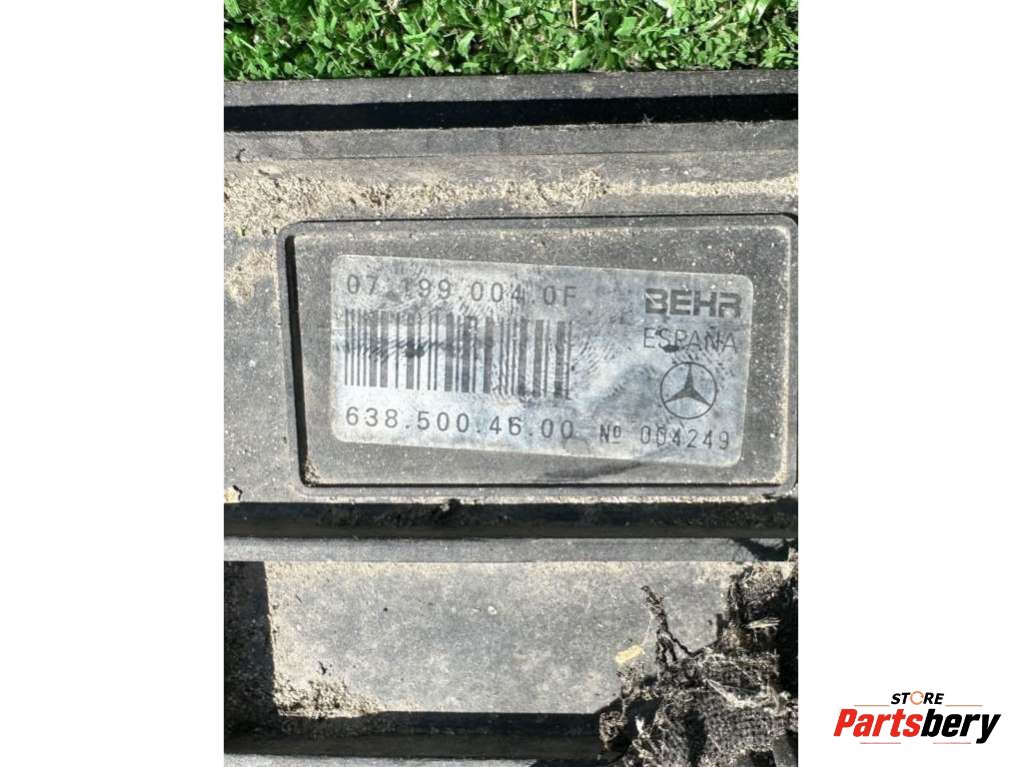 07.199.004.0F
BEHR
ESPAÑA
638.500.46.00 Nº 004249
STORE
Partsbery